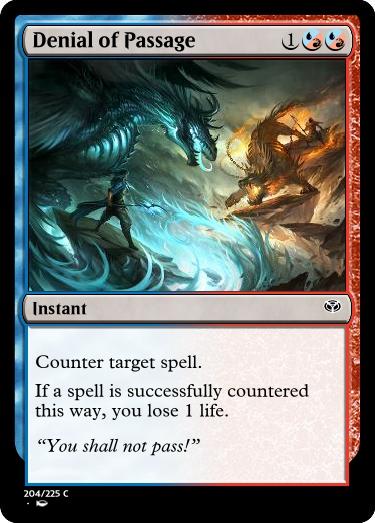 Denial of Passage 1
Instant
Counter target spell.
If a spell is successfully countered
this way, you lose 1 life.
“You shall not pass!”
204/225 C